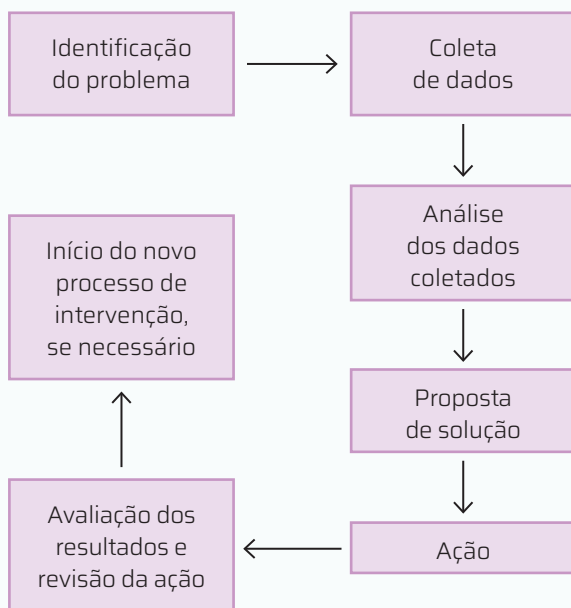 Identificação
do problema
Coleta
de dados
Análise
dos dados
coletados
Proposta
de solução
Ação
Avaliação dos
resultados e
revisão da ação
Início do novo
processo de
intervenção,
se necessário